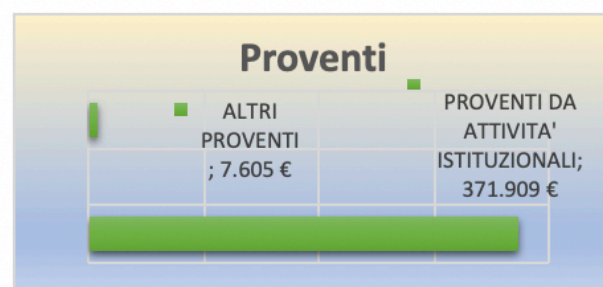 Proventi
ALTRI
PROVENTI
; 7.605 €
PROVENTI DA
ATTIVITA'
ISTITUZIONALI;
371.909 €